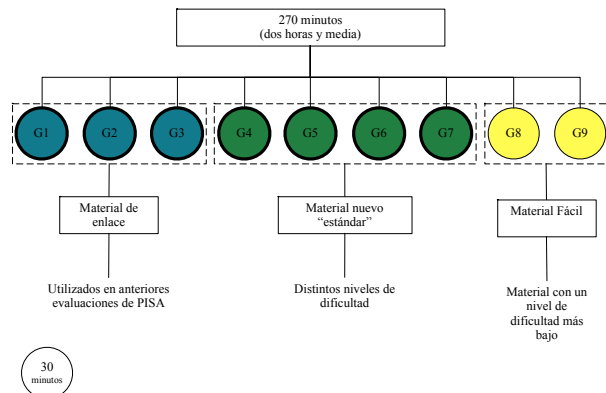 270 minutos
(dos horas y media)
G1 G2 G3 G4 G5 G6 G7 G8 G9
Material de
enlace
Material nuevo
“estándar”
Material Fácil
Utilizados en anteriores
evaluaciones de PISA
Distintos niveles de
dificultad
Material con un
nivel de
dificultad más
bajo
30
minutos